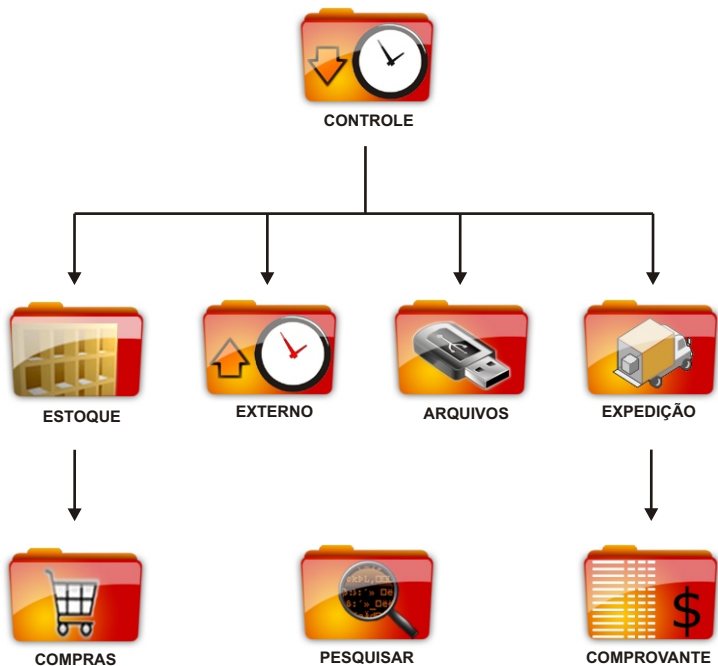 CONTROLE
ESTOQUE
EXTERNO
ARQUIVOS
EXPEDIÇÃO
COMPRAS
PESQUISAR
$
COMPROVANTE